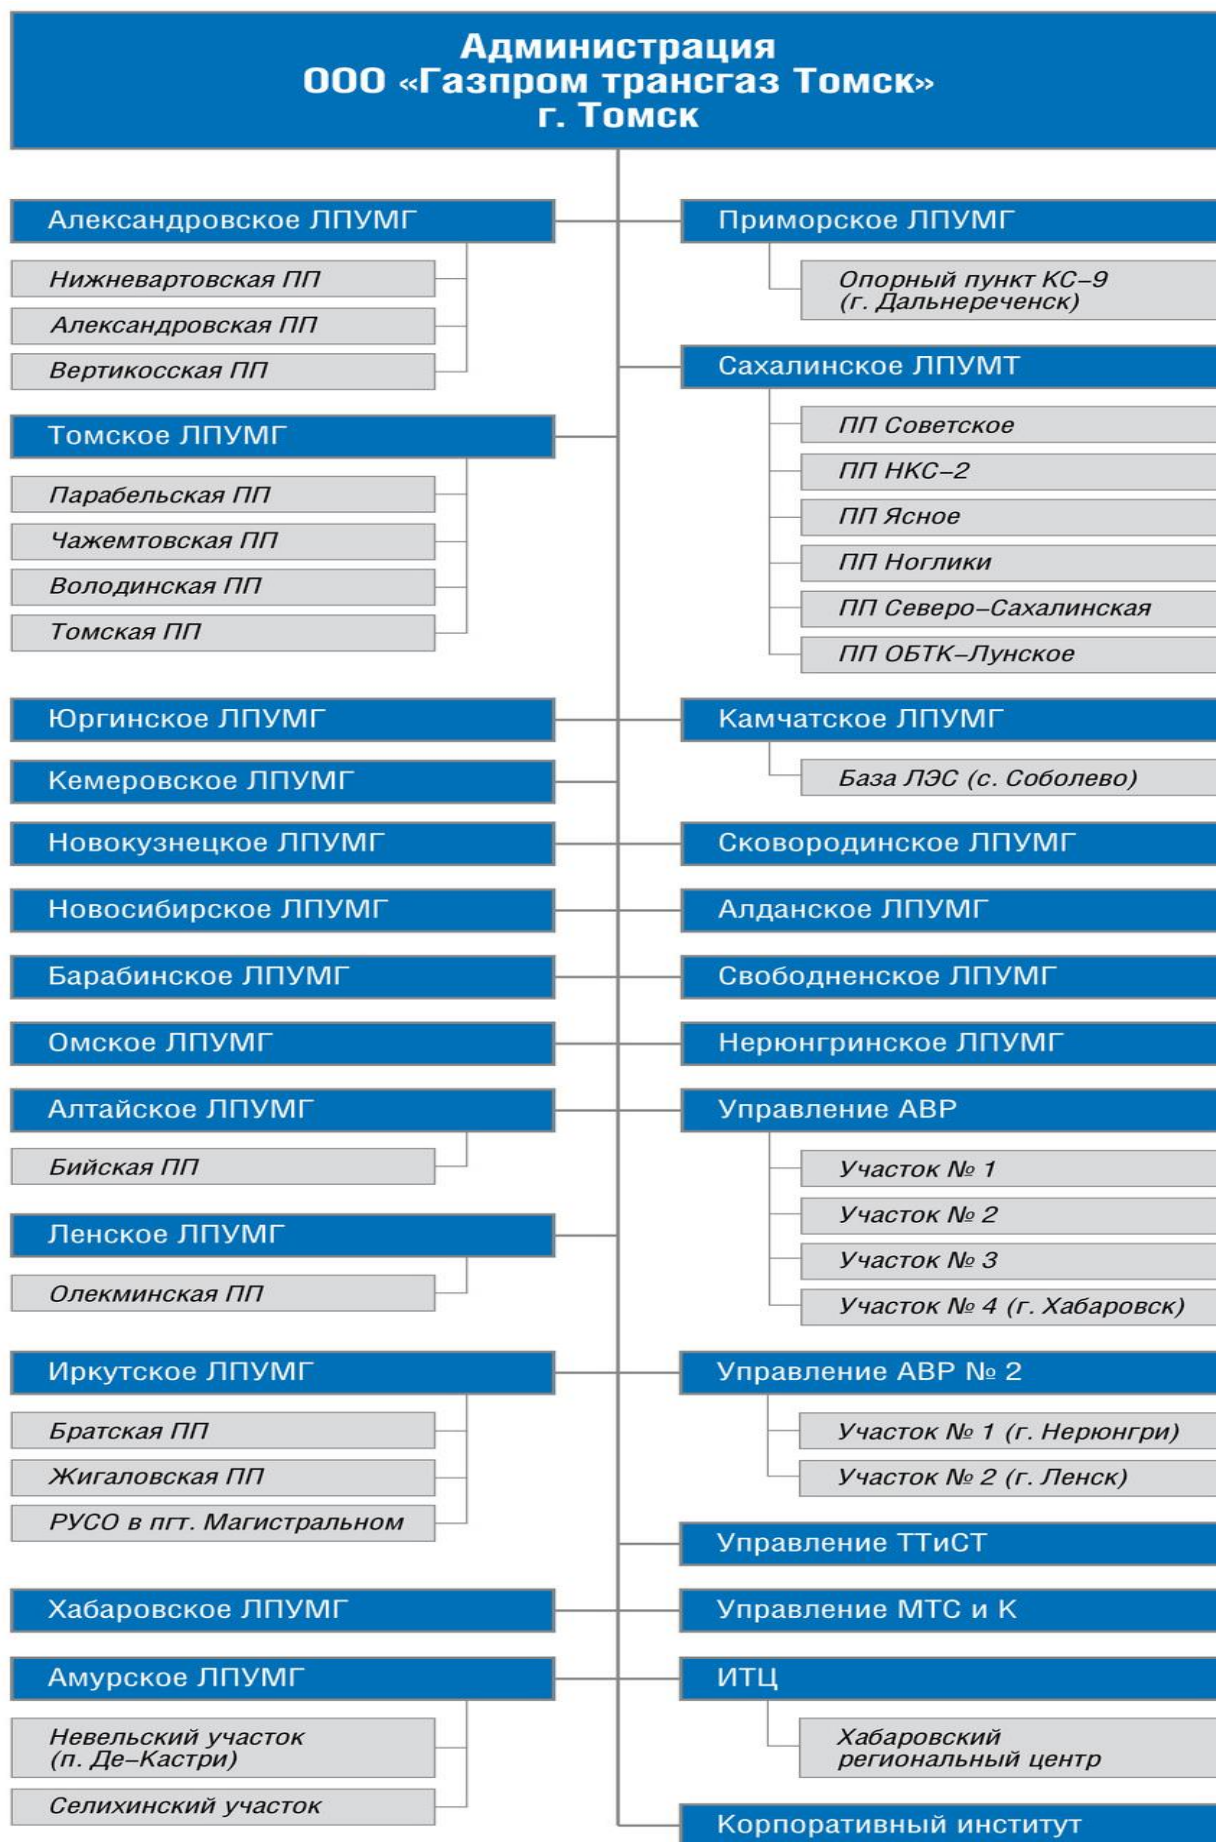 Администрация
ООО «Газпром трансгаз Томск»
г. Томск
Александровское ЛПУМГ
Нижневартовская ПП
Александровская ПП
Вертикосская ПП
Томское ЛПУМГ
Парабельская ПП
Чажемтовская ПП
Володинская ПП
Томская ПП
Юргинское ЛПУМГ
Кемеровское ЛПУМГ
Новокузнецкое ЛПУМГ
Новосибирское ЛПУМГ
Барабинское ЛПУМГ
Омское ЛПУМГ
Алтайское ЛПУМГ
Бийская ПП
Ленское ЛПУМГ
Олекминская ПП
Иркутское ЛПУМГ
Братская ПП
Жигаловская ПП
РУСО в пгт. Магистральном
Хабаровское ЛПУМГ
Амурское ЛПУМГ
Невельский участок
(п. Де-Кастри)
Селихинский участок
Приморское ЛПУМГ
Опорный пункт КС-9
(г. Дальнереченск)
Сахалинское ЛПУМТ
ПП Советское
ПП НКС-2
ПП Ясное
ПП Ноглики
ПП Северо-Сахалинская
ПП ОБТК-Лунское
Камчатское ЛПУМГ
База ЛЭС (с. Соболево)
Сковородинское ЛПУМГ
Алданское ЛПУМГ
Свободненское ЛПУМГ
Нерюнгринское ЛПУМГ
Управление АВР
Участок № 1
Участок № 2
Участок № 3
Участок № 4 (г. Хабаровск)
Управление АВР № 2
Участок № 1 (г. Нерюнгри)
Участок № 2 (г. Ленск)
Управление ТТиСТ
Управление МТС и К
ИТЦ
Хабаровский
региональный центр
Корпоративный институт